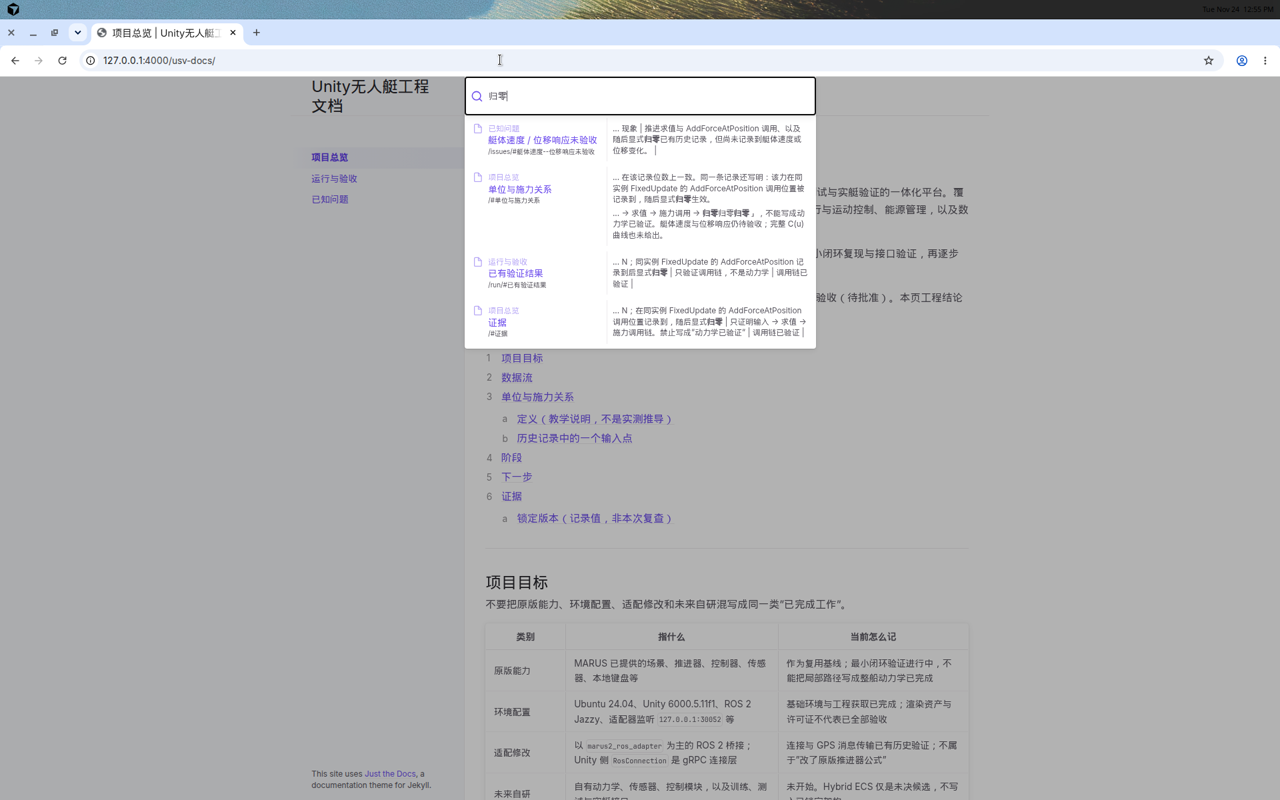 Tue Nov 24 12:55 PM
项目总览 | Unity无人艇工
127.0.0.1:4000/usv-docs/
Unity无人艇工程
文档
项目总览
运行与验收
已知问题
归零
已知问题
艇体速度 / 位移响应未验收
/issues/#艇体速度--位移响应未验收
... 现象 | 推进求值与 AddForceAtPosition 调用、以及
随后显式归零已有历史记录，但尚未记录到艇体速度或
位移变化。 |
项目总览
单位与施力关系
/#单位与施力关系
... 在该记录位数上一致。同一条记录还写明：该力在同
实例 FixedUpdate 的 AddForceAtPosition 调用位置被
记录到，随后显式归零生效。
... → 求值 → 施力调用 → 归零归零归零」，不能写成动
力学已验证。艇体速度与位移响应仍待验收；完整 C(u)
曲线也未给出。
运行与验收
已有验证结果
/run/#已有验证结果
... N；同实例 FixedUpdate 的 AddForceAtPosition 记
录到后显式归零 | 只验证调用链，不是动力学 | 调用链已
验证 |
项目总览
证据
/#证据
... N；在同实例 FixedUpdate 的 AddForceAtPosition
调用位置记录到，随后显式归零 | 只证明输入 → 求值 →
施力调用链。禁止写成“动力学已验证” | 调用链已验证 |
试与实艇验证的一体化平台。覆
行与运动控制、能源管理，以及数
小闭环复现与接口验证，再逐步
验收（待批准）。本页工程结论
1 项目目标
2 数据流
3 单位与施力关系
a 定义（教学说明，不是实测推导）
b 历史记录中的一个输入点
4 阶段
5 下一步
6 证据
a 锁定版本（记录值，非本次复查）
项目目标
不要把原版能力、环境配置、适配修改和未来自研混写成同一类“已完成工作”。
类别 指什么 当前怎么记
原版能力
MARUS 已提供的场景、推进器、控制器、传感
器、本地键盘等
作为复用基线；最小闭环验证进行中，不
能把局部路径写成整船动力学已完成
环境配置
Ubuntu 24.04、Unity 6000.5.11f1、ROS 2
Jazzy、适配器监听 127.0.0.1:30052 等
基础环境与工程获取已完成；渲染资产与
许可证不代表已全部验收
适配修改
以 marus2_ros_adapter 为主的 ROS 2 桥接；
Unity 侧 RosConnection 是 gRPC 连接层
连接与 GPS 消息传输已有历史验证；不属
于“改了原版推进器公式”
未来自研
自有动力学、传感器、控制模块，以及训练、测
未开始。Hybrid ECS 仅是未决候选，不写
This site uses Just the Docs, a
documentation theme for Jekyll.